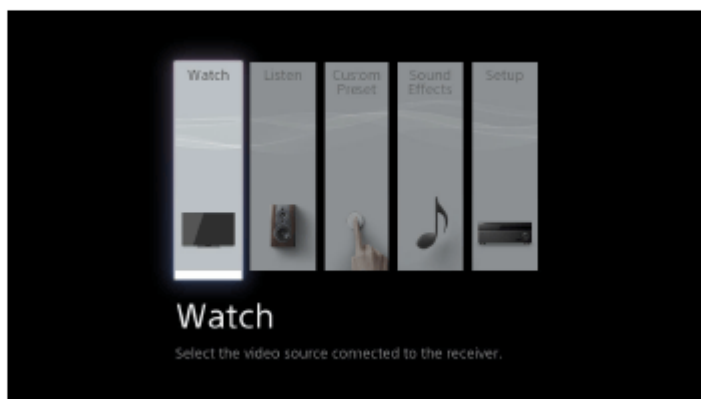 Watch
Listen
Custom
Preset
Sound
Effects
Setup
Watch
Select the video source connected to the receiver.